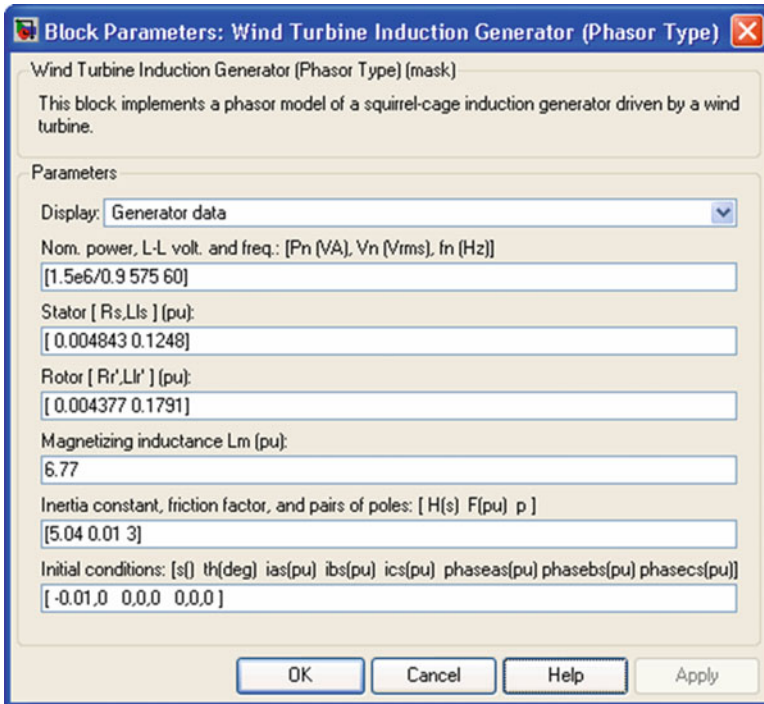 Block Parameters: Wind Turbine Induction Generator (Phasor Type)
Wind Turbine Induction Generator (Phasor Type) (mask)
This block implements a phasor model of a squirrel-cage induction generator driven by a wind
turbine.
Parameters
Display: Generator data
Nom. power, L-L volt. and freq.: [Pn (VA), Vn (Vrms), fn (Hz)]
[1.5e6/0.9 575 60]
Stator [ Rs,Lls ] (pu):
[ 0.004843 0.1248]
Rotor [ Rr',Llr' ] (pu):
[ 0.004377 0.1791]
Magnetizing inductance Lm (pu):
6.77
Inertia constant, friction factor, and pairs of poles: [ H(s) F(pu) p ]
[5.04 0.01 3]
Initial conditions: [s() th(deg) ias(pu) ibs(pu) ics(pu) phaseas(pu) phasebs(pu) phasecs(pu)]
[ -0.01,0 0,0,0 0,0,0 ]
OK Cancel Help Apply